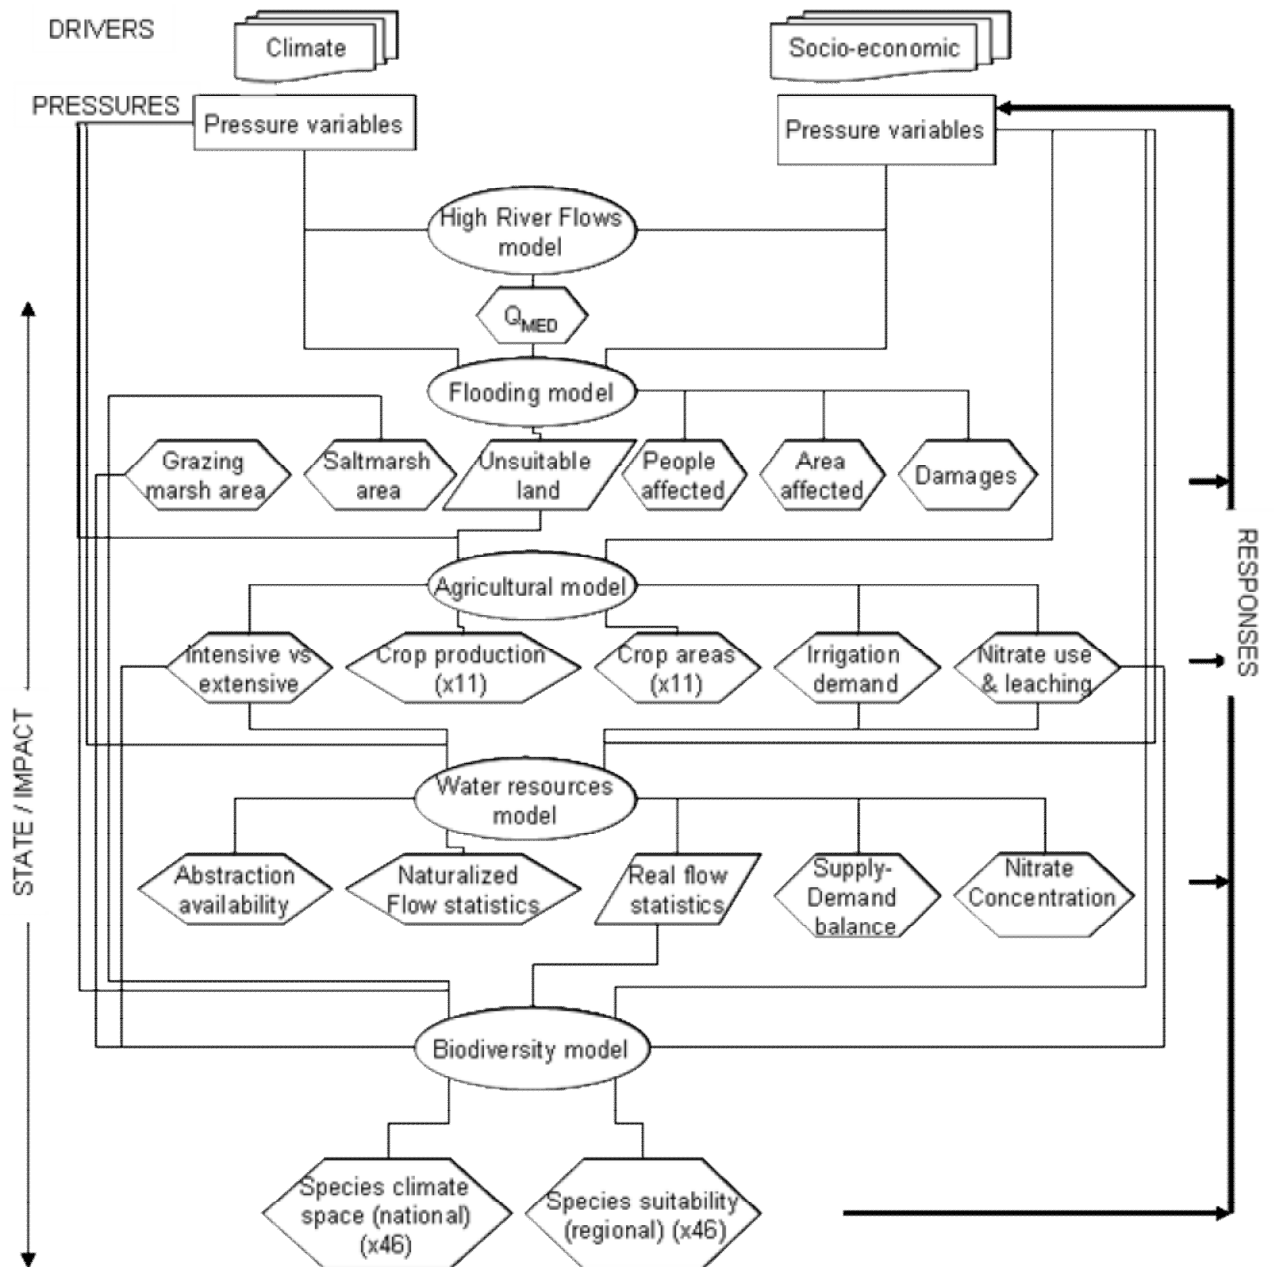 DRIVERS
Climate
Socio-economic
PRESSURES
Pressure variables
Pressure variables
High River Flows
model
QMED
Flooding model
Grazing
marsh area
Saltmarsh
area
Unsuitable
land
People
affected
Area
affected
Damages
RESPONSES
Agricultural model
Intensive vs
extensive
Crop production
(x11)
Crop areas
(x11)
Irrigation
demand
Nitrate use
& leaching
STATE / IMPACT
Water resources
model
Abstraction
availability
Naturalized
Flow statistics
Real flow
statistics
Supply-
Demand
balance
Nitrate
Concentration
Biodiversity model
Species climate
space (national)
(x46)
Species suitability
(regional) (x46)